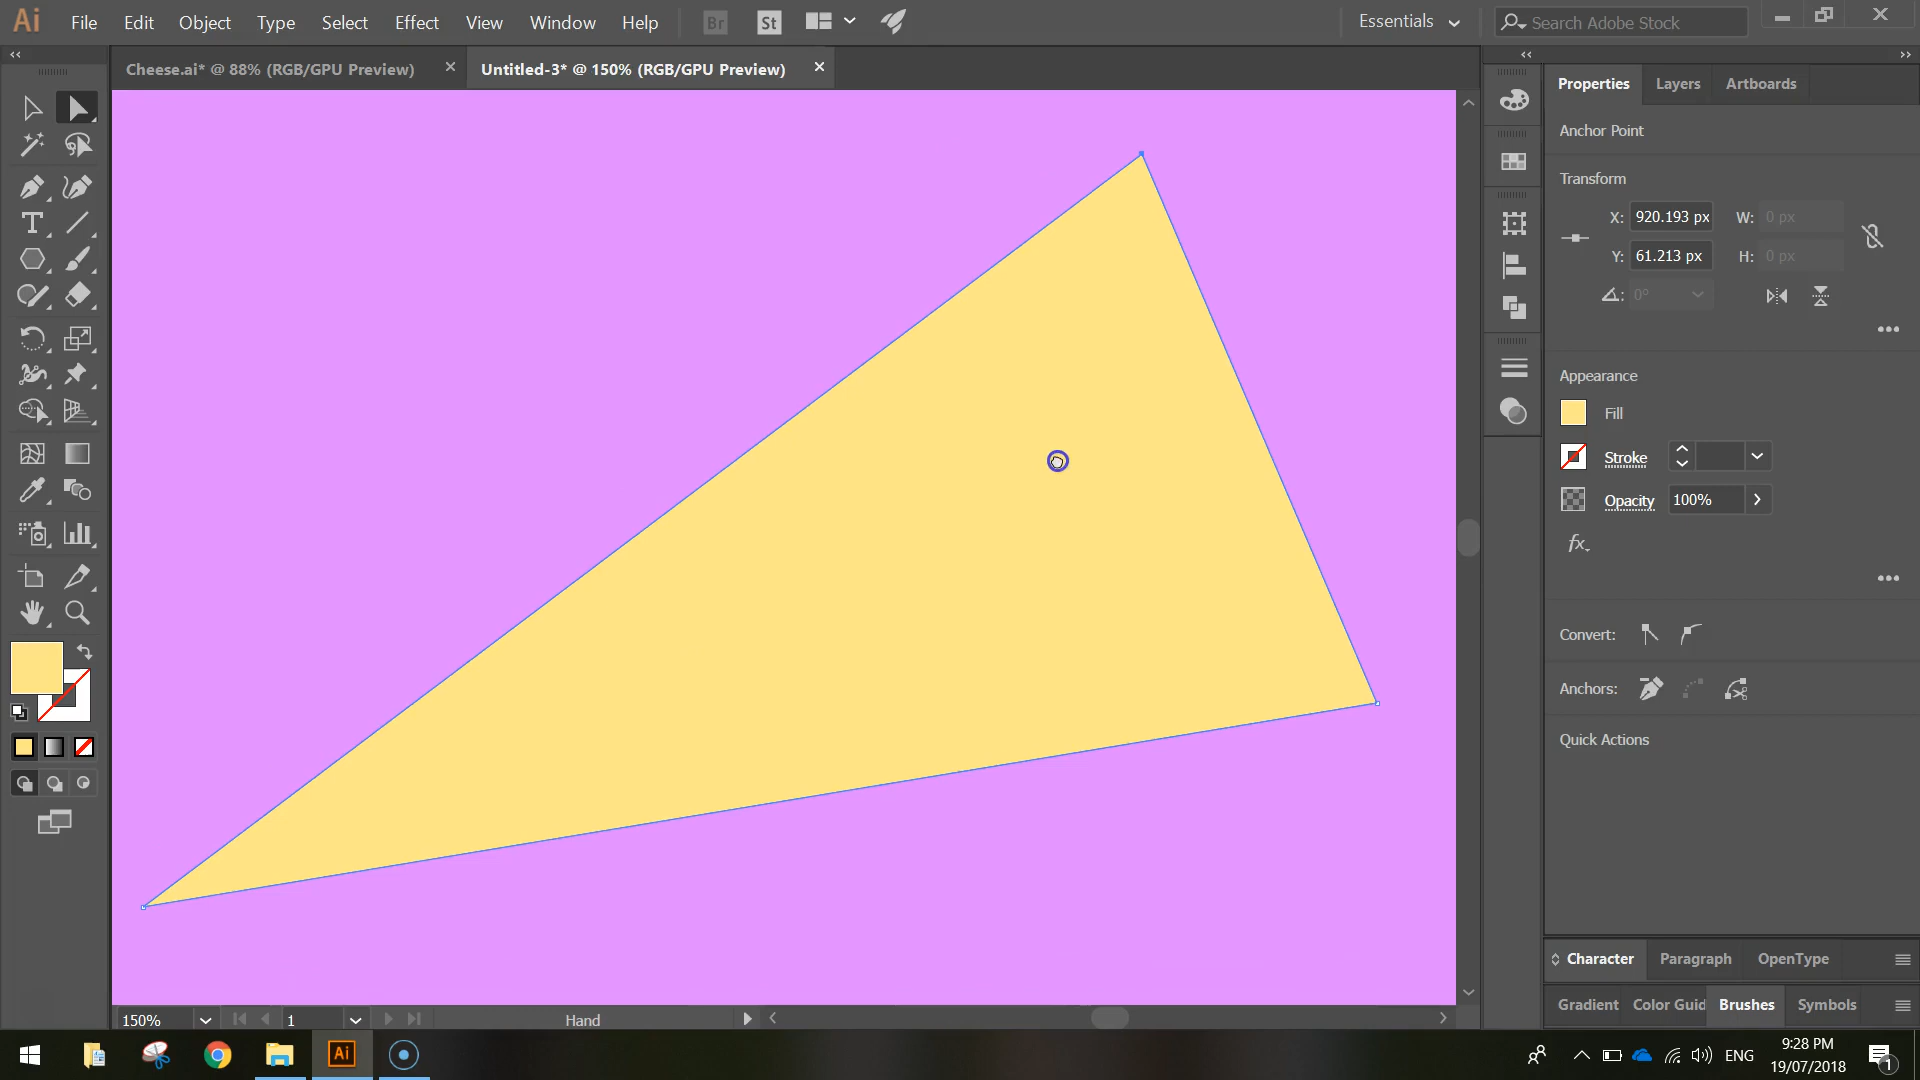 Ai File Edit Object Type Select Effect View Window Help Br St Essentials Search Adobe Stock
Cheese.ai* @ 88% (RGB/GPU Preview) Untitled-3* @ 150% (RGB/GPU Preview)
Properties Layers Artboards
Anchor Point
Transform
X: 920.193 px W: 0 px
Y: 61.213 px H: 0 px
0°
Appearance
Fill
Stroke
Opacity 100%
fx
Convert:
Anchors:
Quick Actions
Character Paragraph OpenType
Gradient Color Guid Brushes Symbols
150% 1 Hand
Ai ENG 9:28 PM
19/07/2018 1